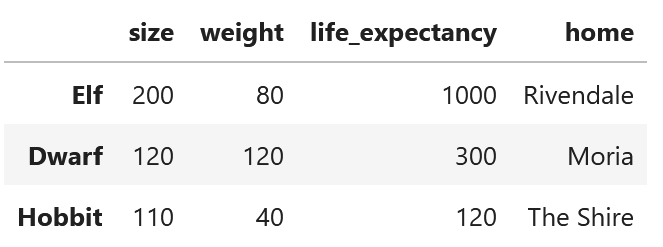 size weight life_expectancy home
Elf 200 80 1000 Rivendale
Dwarf 120 120 300 Moria
Hobbit 110 40 120 The Shire